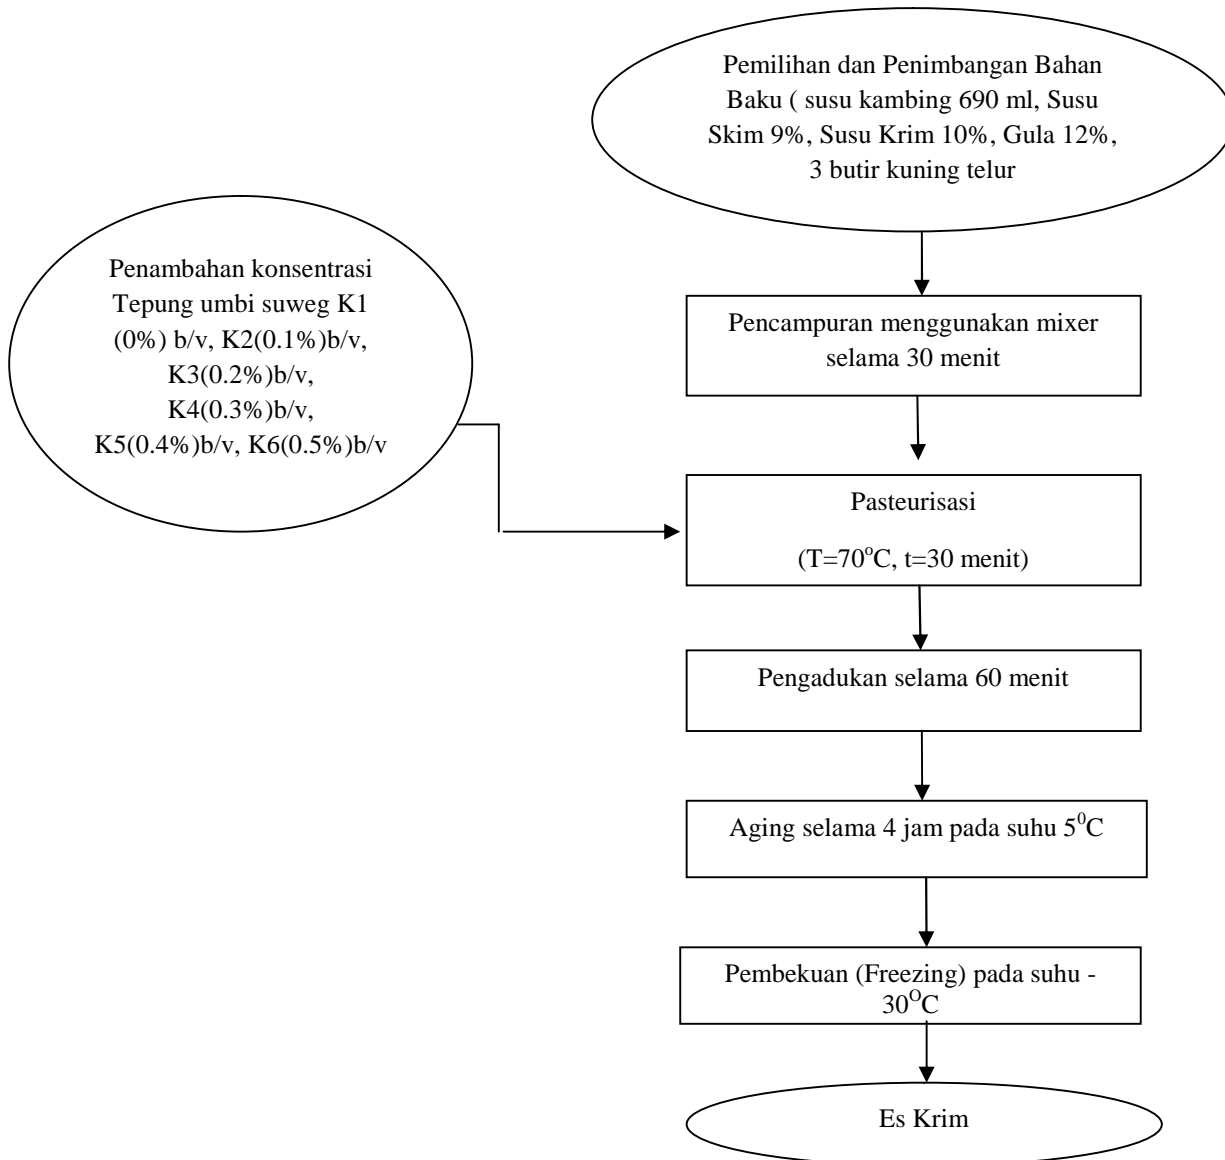 Pemilihan dan Penimbangan Bahan
Baku ( susu kambing 690 ml, Susu
Skim 9%, Susu Krim 10%, Gula 12%,
3 butir kuning telur
Penambahan konsentrasi
Tepung umbi suweg K1
(0%) b/v, K2(0.1%)b/v,
K3(0.2%)b/v,
K4(0.3%)b/v,
K5(0.4%)b/v, K6(0.5%)b/v
Pencampuran menggunakan mixer
selama 30 menit
Pasteurisasi
(T=70°C, t=30 menit)
Pengadukan selama 60 menit
Aging selama 4 jam pada suhu 5⁰C
Pembekuan (Freezing) pada suhu -
30ᴼC
Es Krim